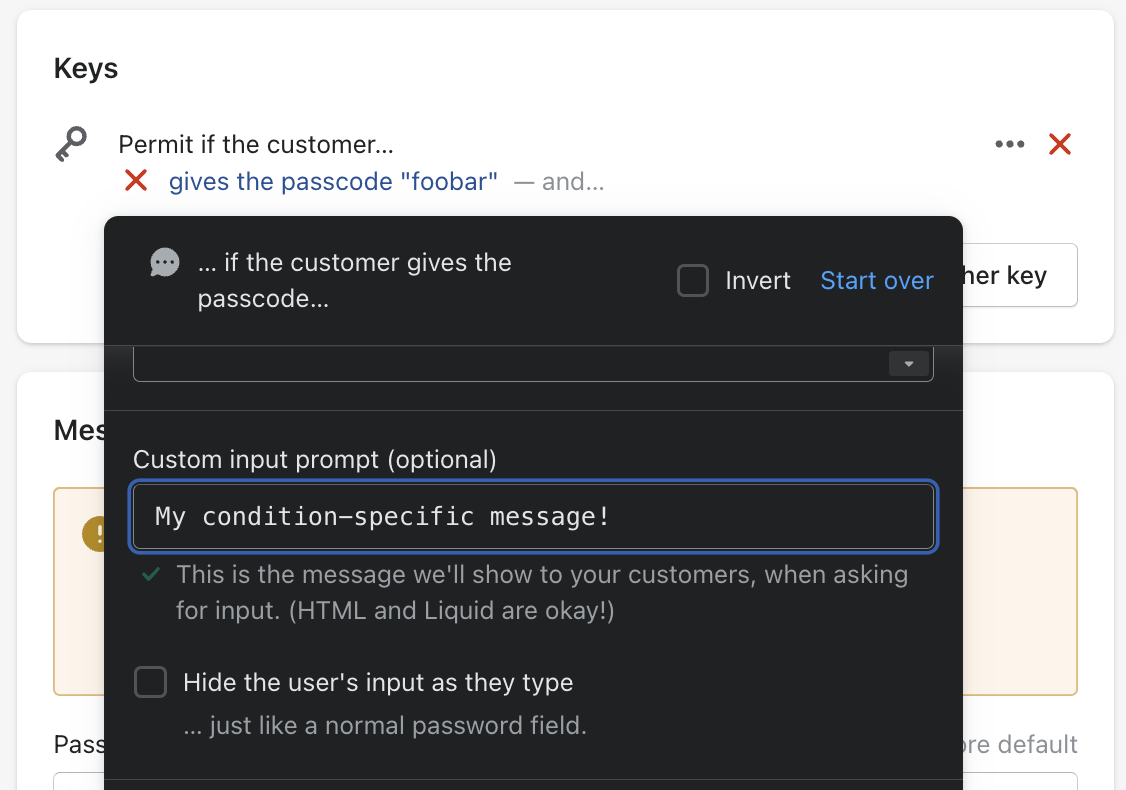 Keys
Permit if the customer...
gives the passcode "foobar" — and...
... if the customer gives the
passcode...
Invert
Start over
her key
Mes
Custom input prompt (optional)
My condition-specific message!
This is the message we'll show to your customers, when asking
for input. (HTML and Liquid are okay!)
Hide the user's input as they type
... just like a normal password field.
Pass
ore default